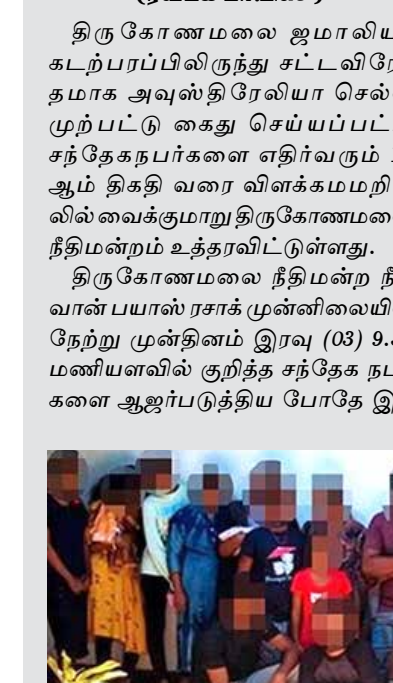 திருகோணமலை ஜமாலிய
கடற்பரப்பிலிருந்து சட்டவிரே
தமாக அவுஸ்திரேலியா செல்
முற்பட்டு கைது செய்யப்பட்
சந்தேகநபர்களை எதிர்வரும்
ஆம் திகதி வரை விளக்கமறி
லில் வைக்குமாறு திருகோணமலை
நீதிமன்றம் உத்தரவிட்டுள்ளது.
திருகோணமலை நீதிமன்ற நீ
வான் பயாஸ் ரசாக் முன்னிலையி
நேற்று முன்தினம் இரவு (03) 9.
மணியளவில் குறித்த சந்தேக நப
களை ஆஜர்படுத்திய போதே இ